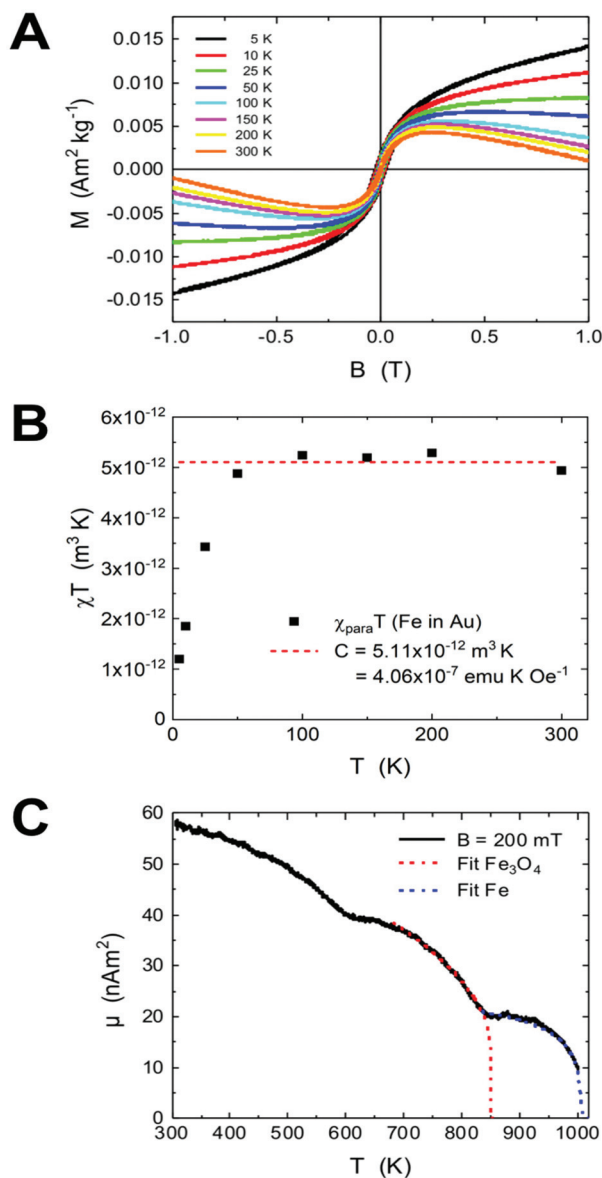 A
M (Am² kg⁻¹)
0.015
0.010
0.005
0.000
-0.005
-0.010
-0.015
5 K
10 K
25 K
50 K
100 K
150 K
200 K
300 K
-1.0 -0.5 0.0 0.5 1.0
B (T)
B
χT (m³ K)
6x10⁻¹²
5x10⁻¹²
4x10⁻¹²
3x10⁻¹²
2x10⁻¹²
1x10⁻¹²
0
χparaT (Fe in Au)
C = 5.11x10⁻¹² m³ K
= 4.06x10⁻⁷ emu K Oe⁻¹
0 100 200 300
T (K)
C
μ (nAm²)
60
50
40
30
20
10
0
B = 200 mT
Fit Fe₃O₄
Fit Fe
300 400 500 600 700 800 900 1000
T (K)